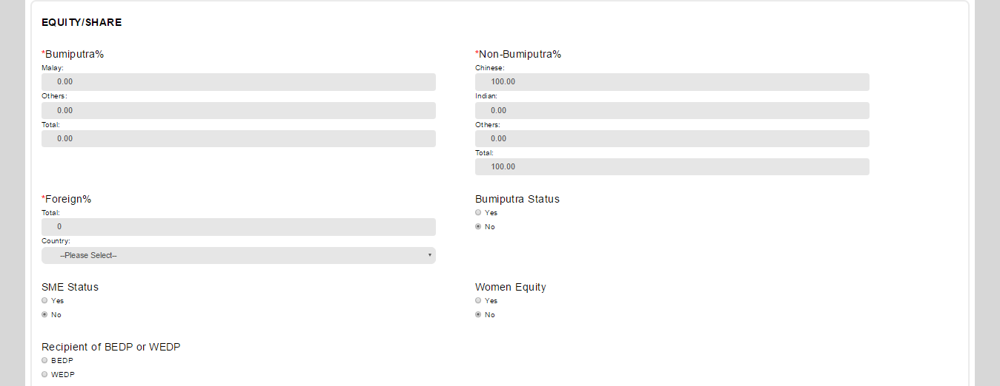 EQUITY/SHARE
*Bumiputra%
Malay:
0.00
Others:
0.00
Total:
0.00
*Non-Bumiputra%
Chinese:
100.00
Indian:
0.00
Others:
0.00
Total:
100.00
*Foreign%
Total:
0
Country:
--Please Select--
Bumiputra Status
Yes
No
SME Status
Yes
No
Women Equity
Yes
No
Recipient of BEDP or WEDP
BEDP
WEDP